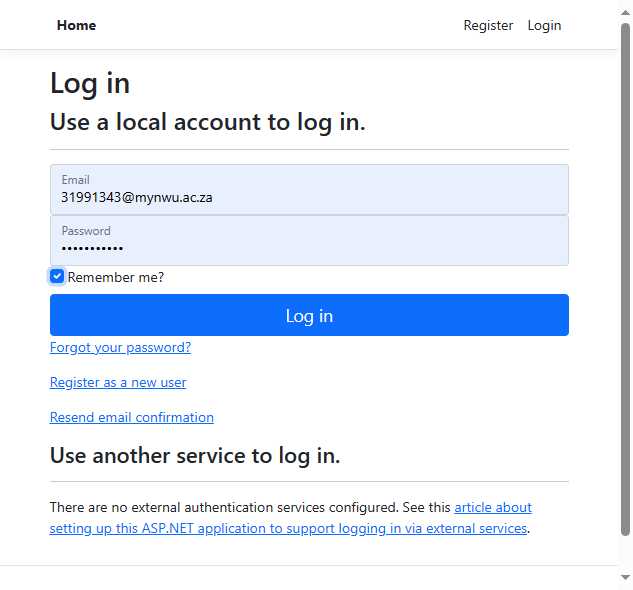 Home Register Login
Log in
Use a local account to log in.
Email
31991343@mynwu.ac.za
Password
•••••••••••
Remember me?
Log in
Forgot your password?
Register as a new user
Resend email confirmation
Use another service to log in.
There are no external authentication services configured. See this article about
setting up this ASP.NET application to support logging in via external services.